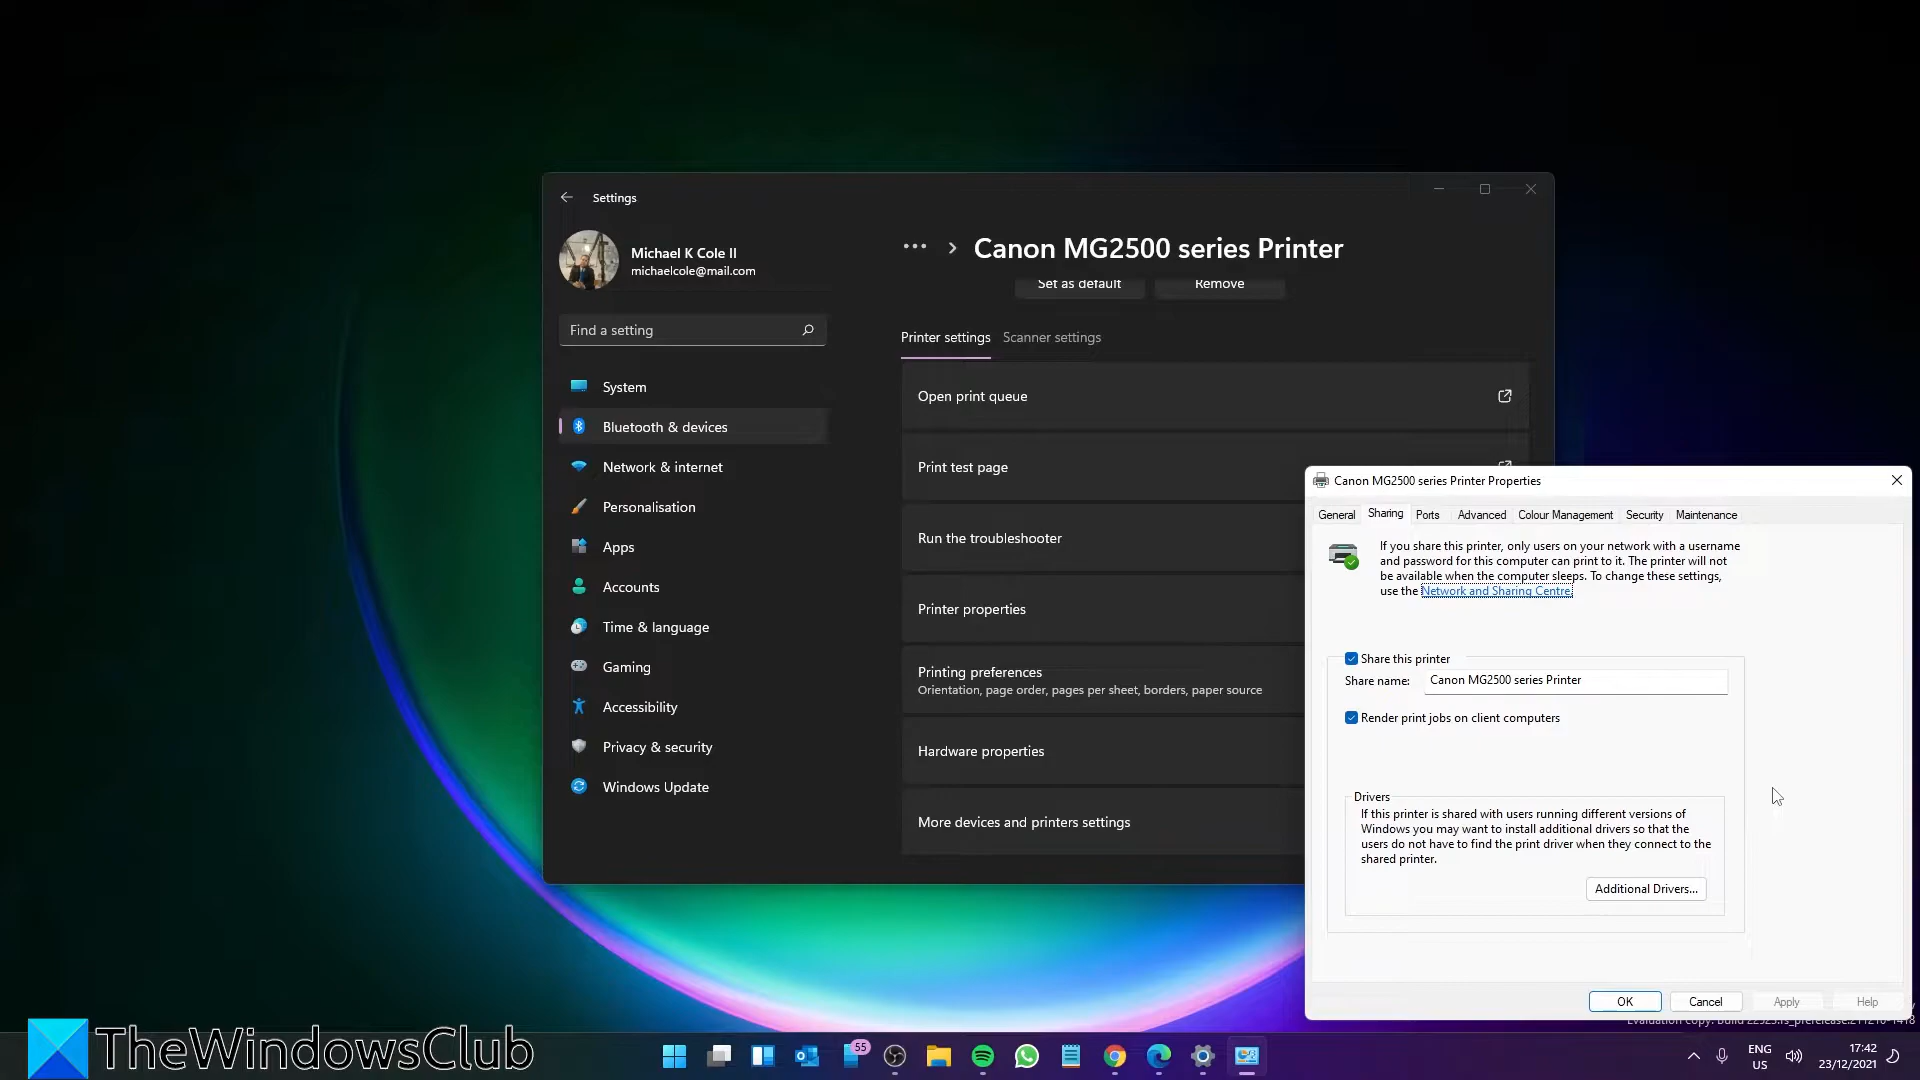 Settings
Michael K Cole II
michaelcole@mail.com
Find a setting
System
Bluetooth & devices
Network & internet
Personalisation
Apps
Accounts
Time & language
Gaming
Accessibility
Privacy & security
Windows Update
Canon MG2500 series Printer
Set as default
Remove
Printer settings
Scanner settings
Open print queue
Print test page
Run the troubleshooter
Printer properties
Printing preferences
Orientation, page order, pages per sheet, borders, paper source
Hardware properties
More devices and printers settings
Canon MG2500 series Printer Properties
General Sharing Ports Advanced Colour Management Security Maintenance
If you share this printer, only users on your network with a username
and password for this computer can print to it. The printer will not
be available when the computer sleeps. To change these settings,
use the Network and Sharing Centre.
Share this printer
Share name: Canon MG2500 series Printer
Render print jobs on client computers
Drivers
If this printer is shared with users running different versions of
Windows you may want to install additional drivers so that the
users do not have to find the print driver when they connect to the
shared printer.
Additional Drivers...
OK Cancel Apply Help
TheWindowsClub
55
ENG
US
17:42
23/12/2021